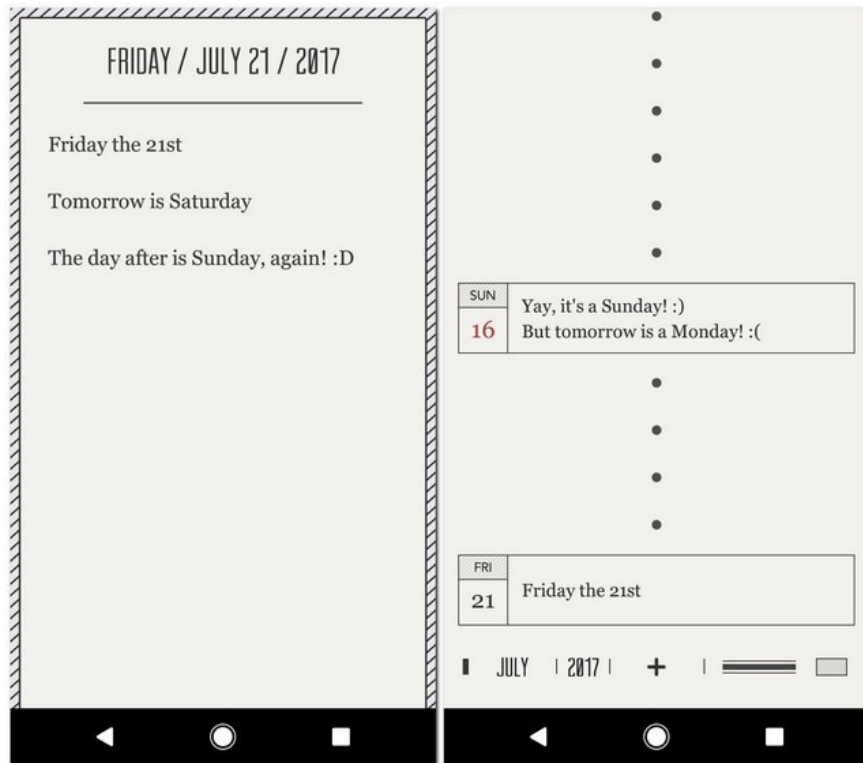 FRIDAY / JULY 21 / 2017
Friday the 21st
Tomorrow is Saturday
The day after is Sunday, again! :D
SUN
16
Yay, it's a Sunday! :)
But tomorrow is a Monday! :(
FRI
21
Friday the 21st
JULY | 2017 | + |